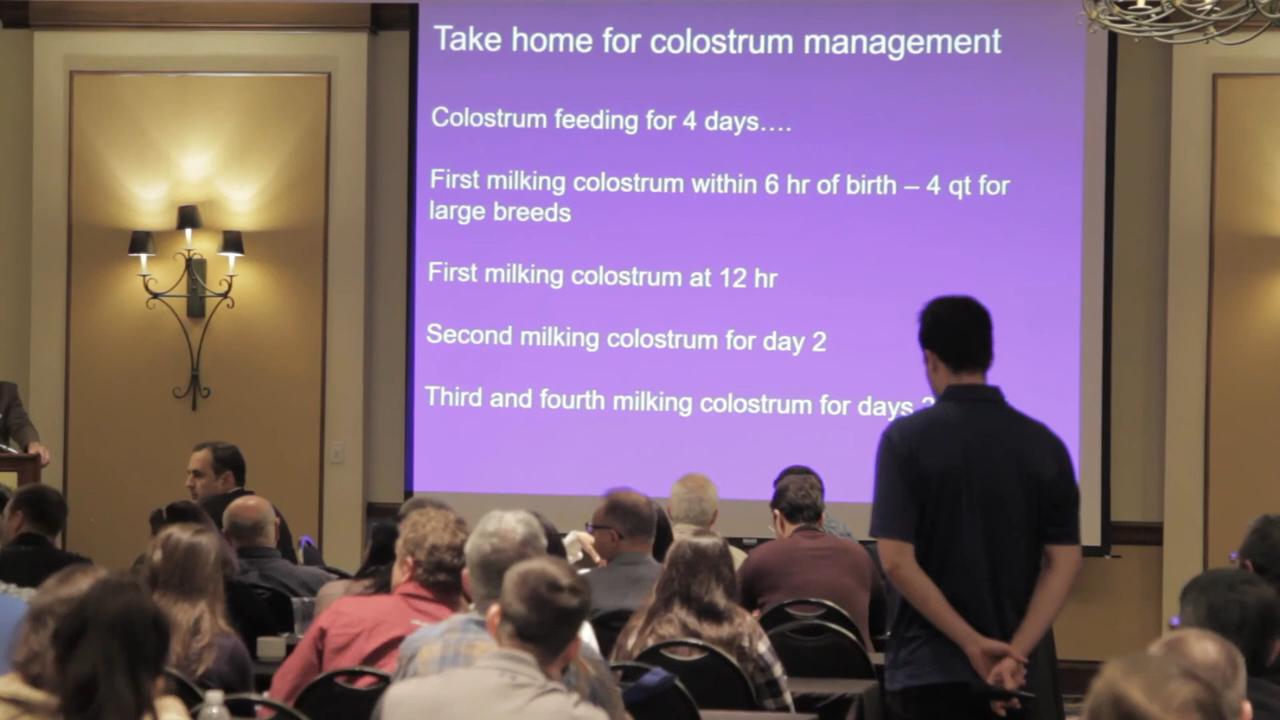 Take home for colostrum management
Colostrum feeding for 4 days….
First milking colostrum within 6 hr of birth – 4 qt for
large breeds
First milking colostrum at 12 hr
Second milking colostrum for day 2
Third and fourth milking colostrum for days